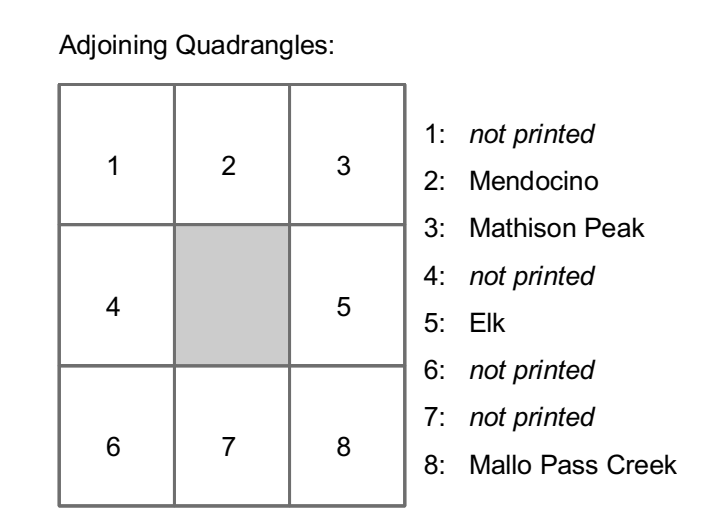 Adjoining Quadrangles:
1 2 3
4 5
6 7 8
1: not printed
2: Mendocino
3: Mathison Peak
4: not printed
5: Elk
6: not printed
7: not printed
8: Mallo Pass Creek